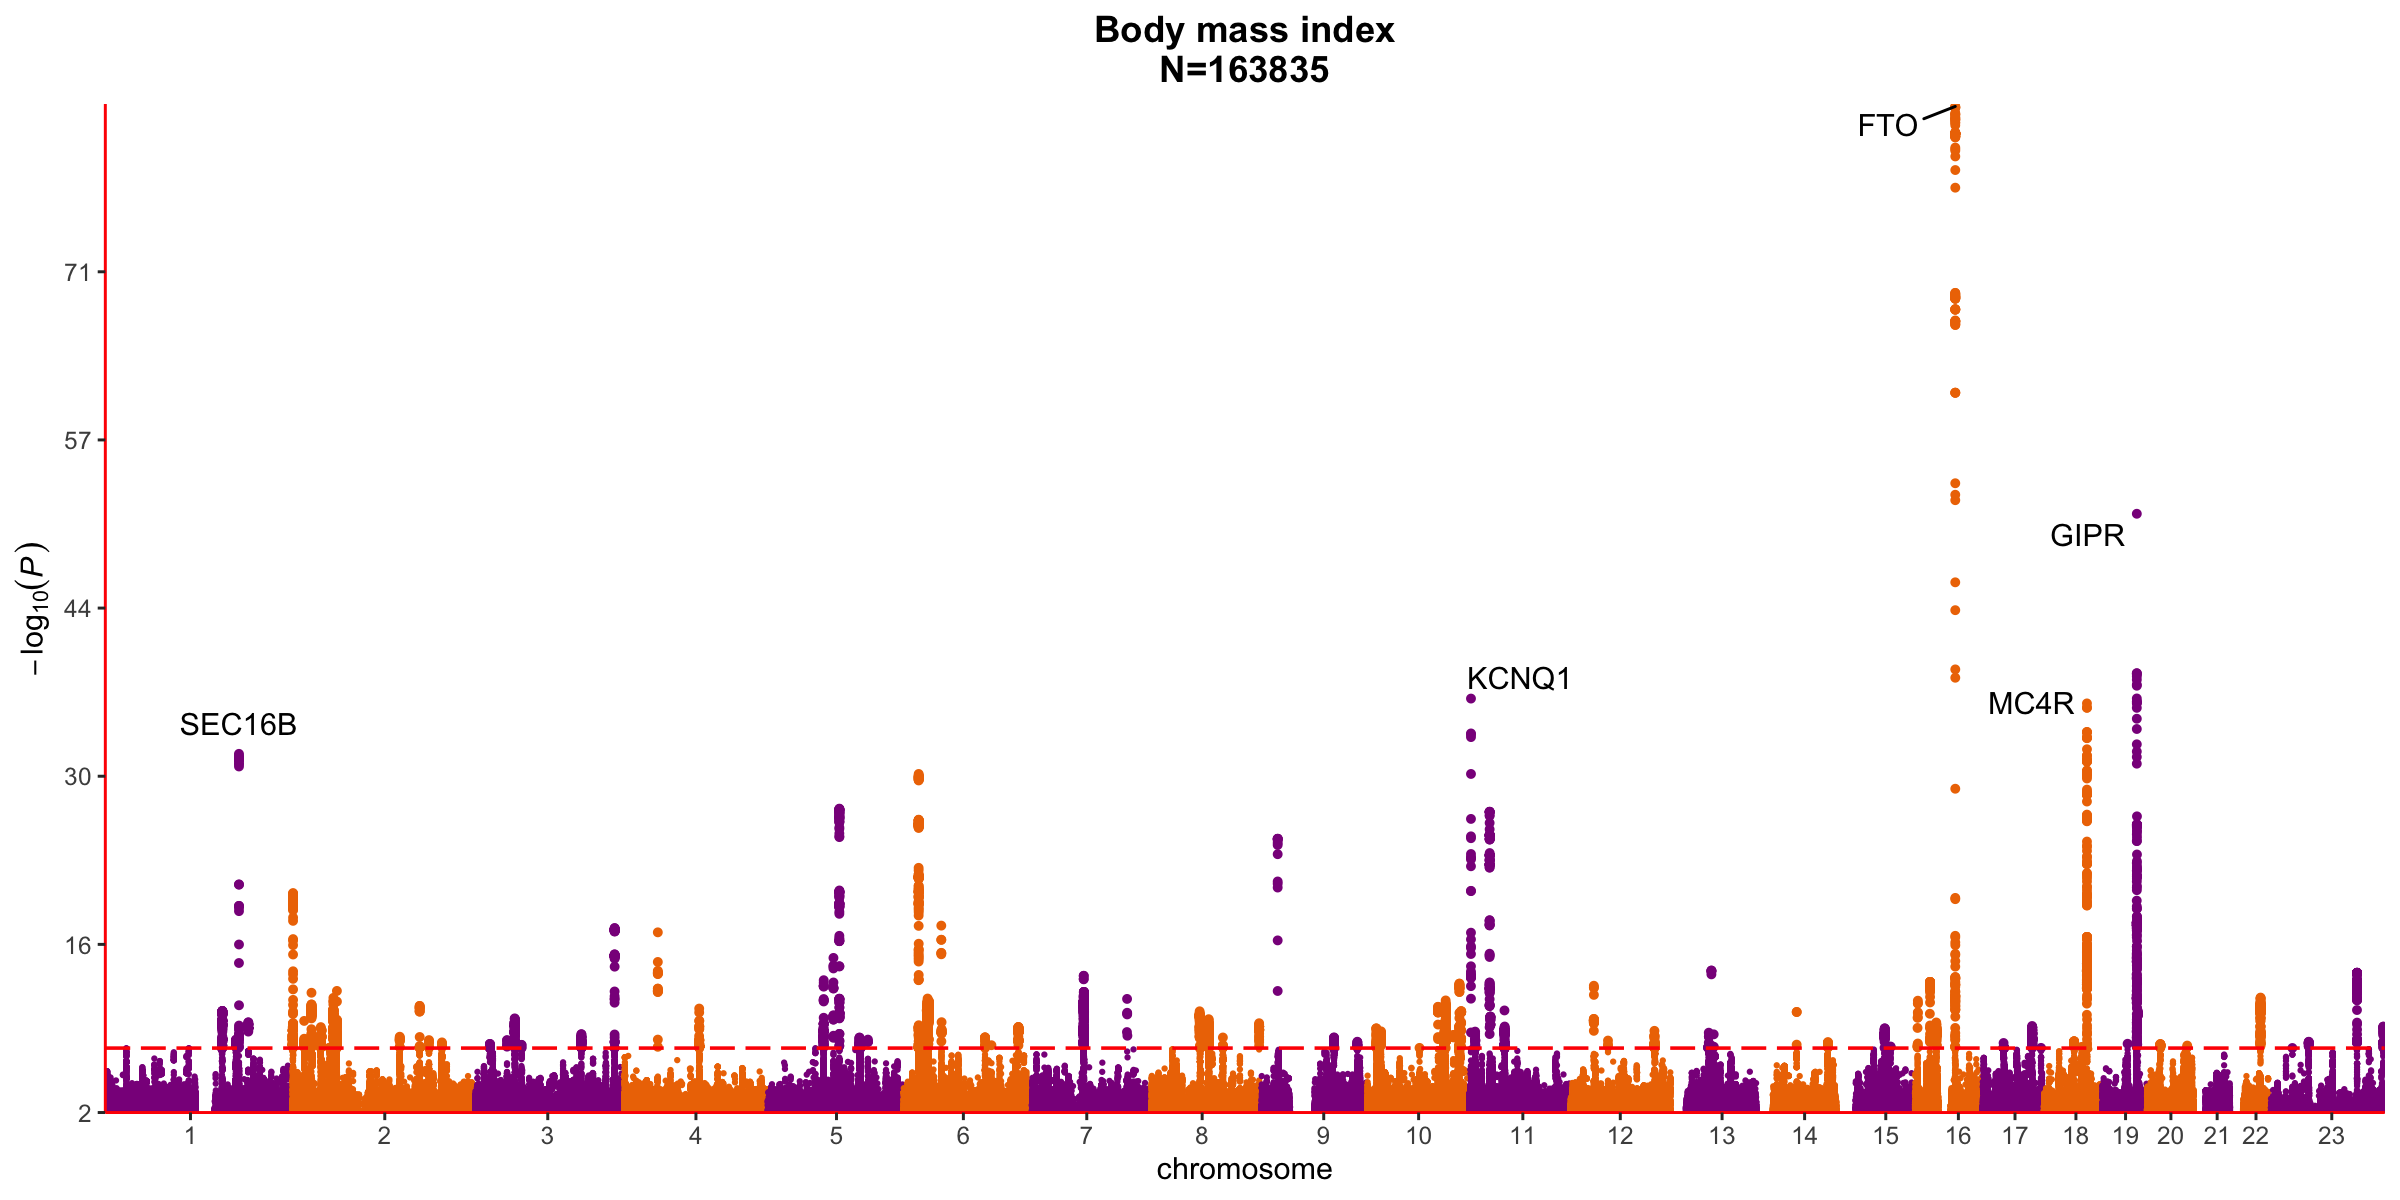 Body mass index
N=163835
FTO
71
57
GIPR
−log10(P)
44
KCNQ1
MC4R
SEC16B
30
16
2
1 2 3 4 5 6 7 8 9 10 11 12 13 14 15 16 17 18 19 20 21 22 23
chromosome